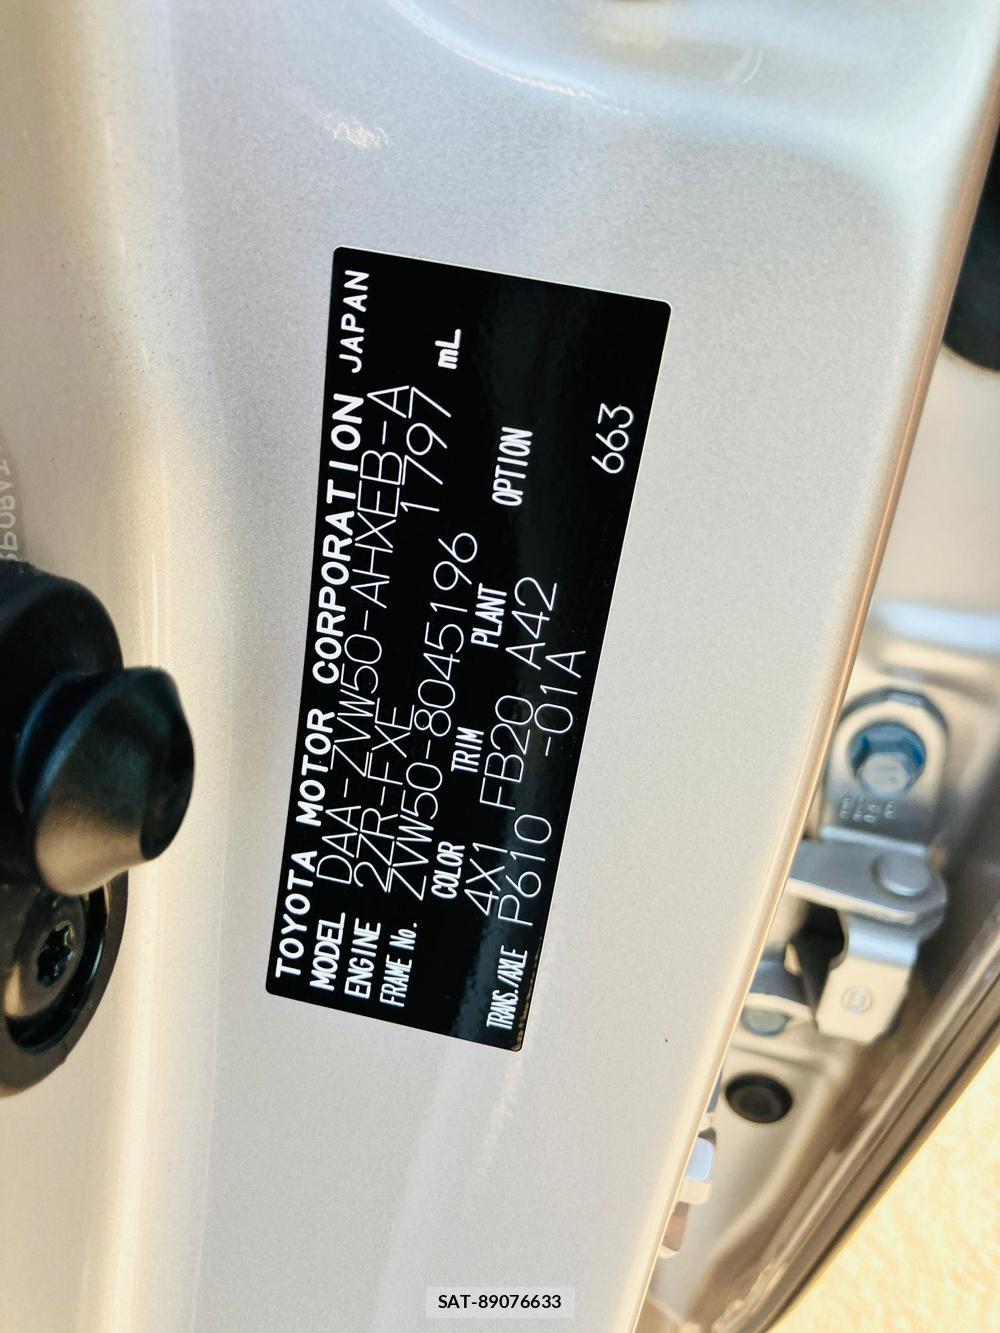 TOYOTA MOTOR CORPORATION JAPAN
MODEL DAA-ZVW50-AHXEB-A
ENGINE 2ZR-FXE 1797 mL
FRAME No. ZVW50-8045196
COLOR TRIM PLANT OPTION
4X1 FB20 A42
TRANS./AXLE P610 -01A 663
SAT-89076633